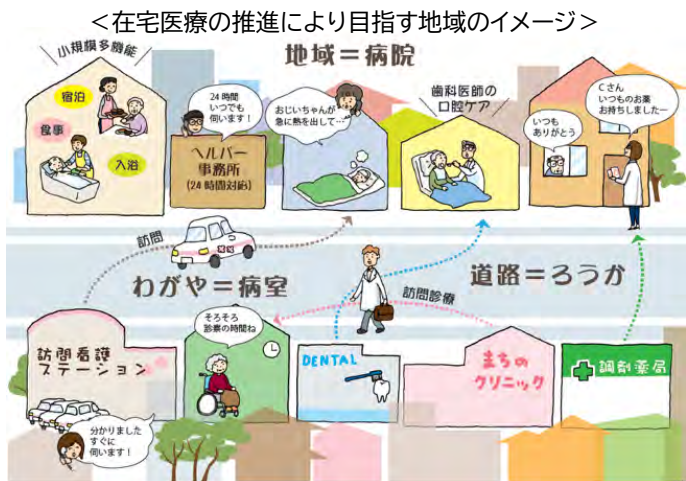 <在宅医療の推進により目指す地域のイメージ>
小規模多機能
地域＝病院
宿泊
食事
入浴
24時間
いつでも
伺います！
ヘルパー
事務所
(24時間対応)
おじいちゃんが
急に熱を出して…
歯科医師の
口腔ケア
いつも
ありがとう
Cさん
いつものお薬
お持ちしましたー
訪問
わがや＝病室
道路＝ろうか
訪問診療
訪問看護
ステーション
そろそろ
診察の時間ね
DENTAL
まちの
クリニック
調剤薬局
分かりました
すぐに
伺います！